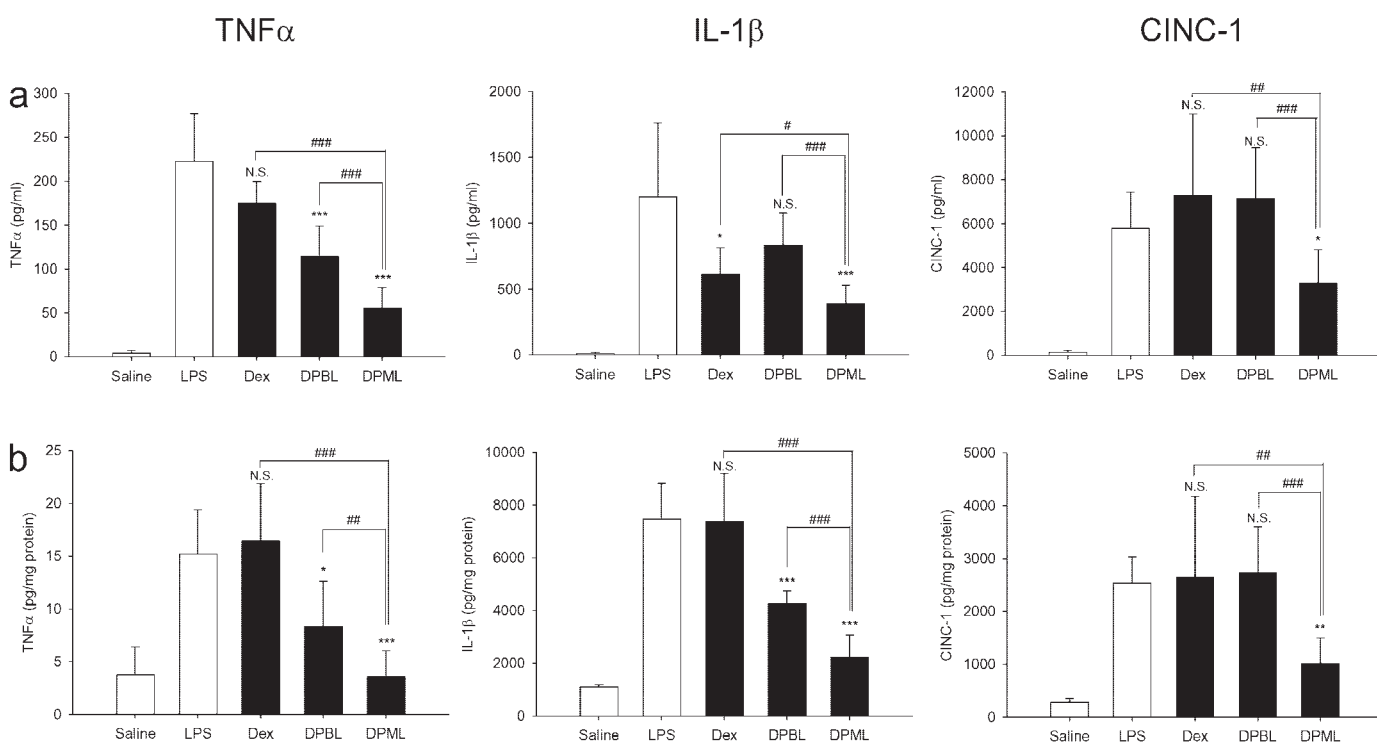 TNFα
IL-1β
CINC-1
a
TNFα (pg/ml)
300
250
200
150
100
50
0
N.S.
***
***
###
###
Saline LPS Dex DPBL DPML
IL-1β (pg/ml)
2000
1500
1000
500
0
*
N.S.
***
#
###
Saline LPS Dex DPBL DPML
CINC-1 (pg/ml)
12000
10000
8000
6000
4000
2000
0
N.S.
N.S.
*
##
###
Saline LPS Dex DPBL DPML
b
TNFα (pg/mg protein)
25
20
15
10
5
0
N.S.
*
***
###
##
Saline LPS Dex DPBL DPML
IL-1β (pg/mg protein)
10000
8000
6000
4000
2000
0
N.S.
***
***
###
###
Saline LPS Dex DPBL DPML
CINC-1 (pg/mg protein)
5000
4000
3000
2000
1000
0
N.S.
N.S.
**
##
###
Saline LPS Dex DPBL DPML